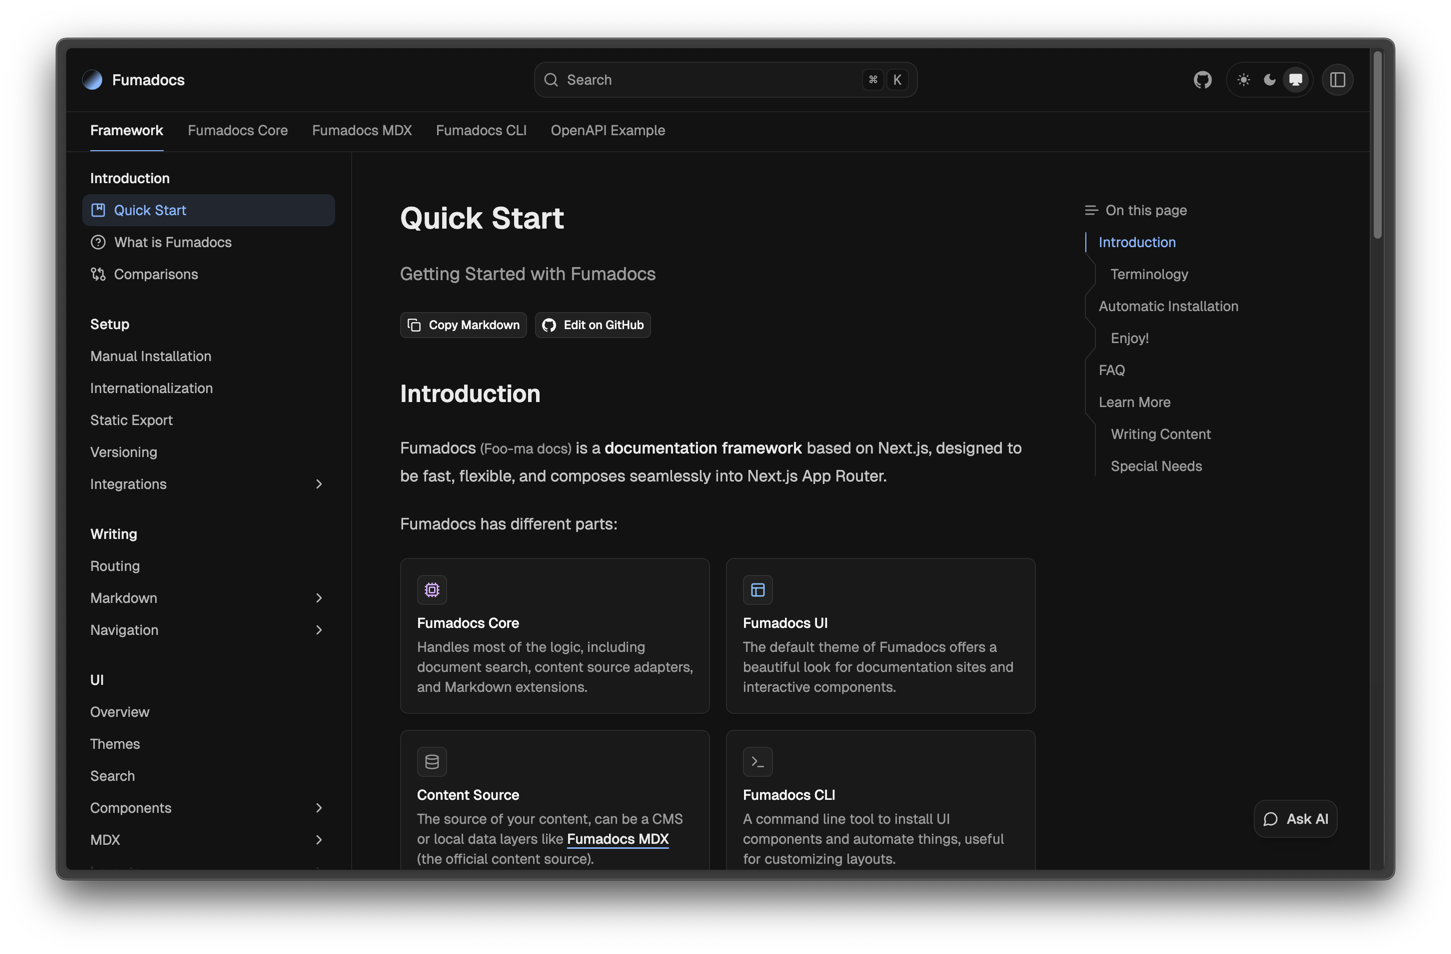 Fumadocs
Search
⌘ K
Framework
Fumadocs Core
Fumadocs MDX
Fumadocs CLI
OpenAPI Example
Introduction
Quick Start
What is Fumadocs
Comparisons
Setup
Manual Installation
Internationalization
Static Export
Versioning
Integrations
Writing
Routing
Markdown
Navigation
UI
Overview
Themes
Search
Components
MDX
Quick Start
Getting Started with Fumadocs
Copy Markdown
Edit on GitHub
Introduction
Fumadocs (Foo-ma docs) is a documentation framework based on Next.js, designed to
be fast, flexible, and composes seamlessly into Next.js App Router.
Fumadocs has different parts:
Fumadocs Core
Handles most of the logic, including
document search, content source adapters,
and Markdown extensions.
Fumadocs UI
The default theme of Fumadocs offers a
beautiful look for documentation sites and
interactive components.
Content Source
The source of your content, can be a CMS
or local data layers like Fumadocs MDX
(the official content source).
Fumadocs CLI
A command line tool to install UI
components and automate things, useful
for customizing layouts.
On this page
Introduction
Terminology
Automatic Installation
Enjoy!
FAQ
Learn More
Writing Content
Special Needs
Ask AI